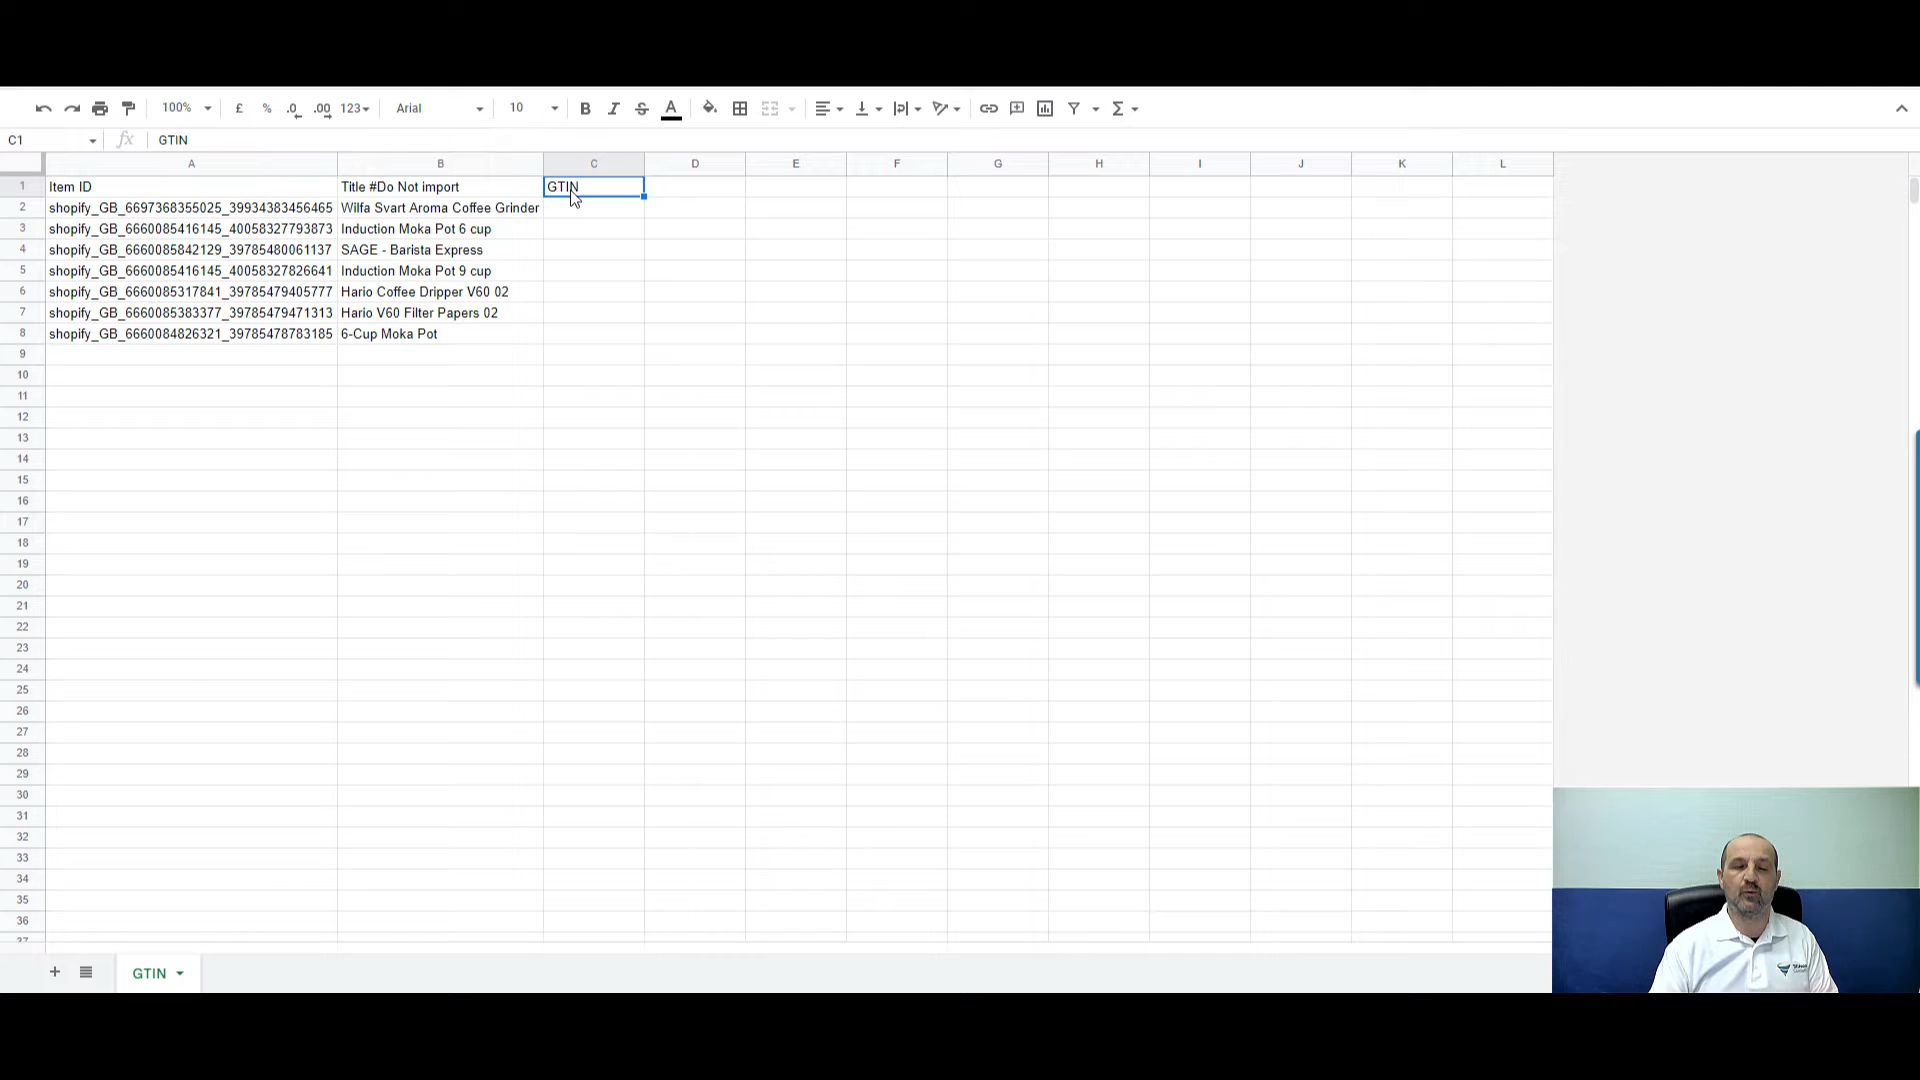 100% £ % .0 .00 123 Arial 10 B I S A Σ
C1 fx GTIN
A B C D E F G H I J K L
1 Item ID Title #Do Not import GTIN
2 shopify_GB_6697368355025_39934383456465 Wilfa Svart Aroma Coffee Grinder
3 shopify_GB_6660085416145_40058327793873 Induction Moka Pot 6 cup
4 shopify_GB_6660085842129_39785480061137 SAGE - Barista Express
5 shopify_GB_6660085416145_40058327826641 Induction Moka Pot 9 cup
6 shopify_GB_6660085317841_39785479405777 Hario Coffee Dripper V60 02
7 shopify_GB_6660085383377_39785479471313 Hario V60 Filter Papers 02
8 shopify_GB_6660084826321_39785478783185 6-Cup Moka Pot
9
10
11
12
13
14
15
16
17
18
19
20
21
22
23
24
25
26
27
28
29
30
31
32
33
34
35
36
37
+ GTIN